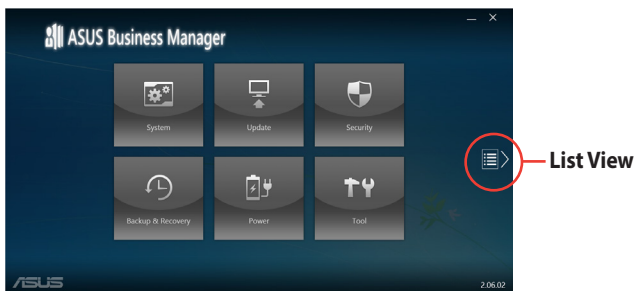 ASUS Business Manager
System
Update
Security
List View
Backup & Recovery
Power
Tool
ASUS
2.06.02